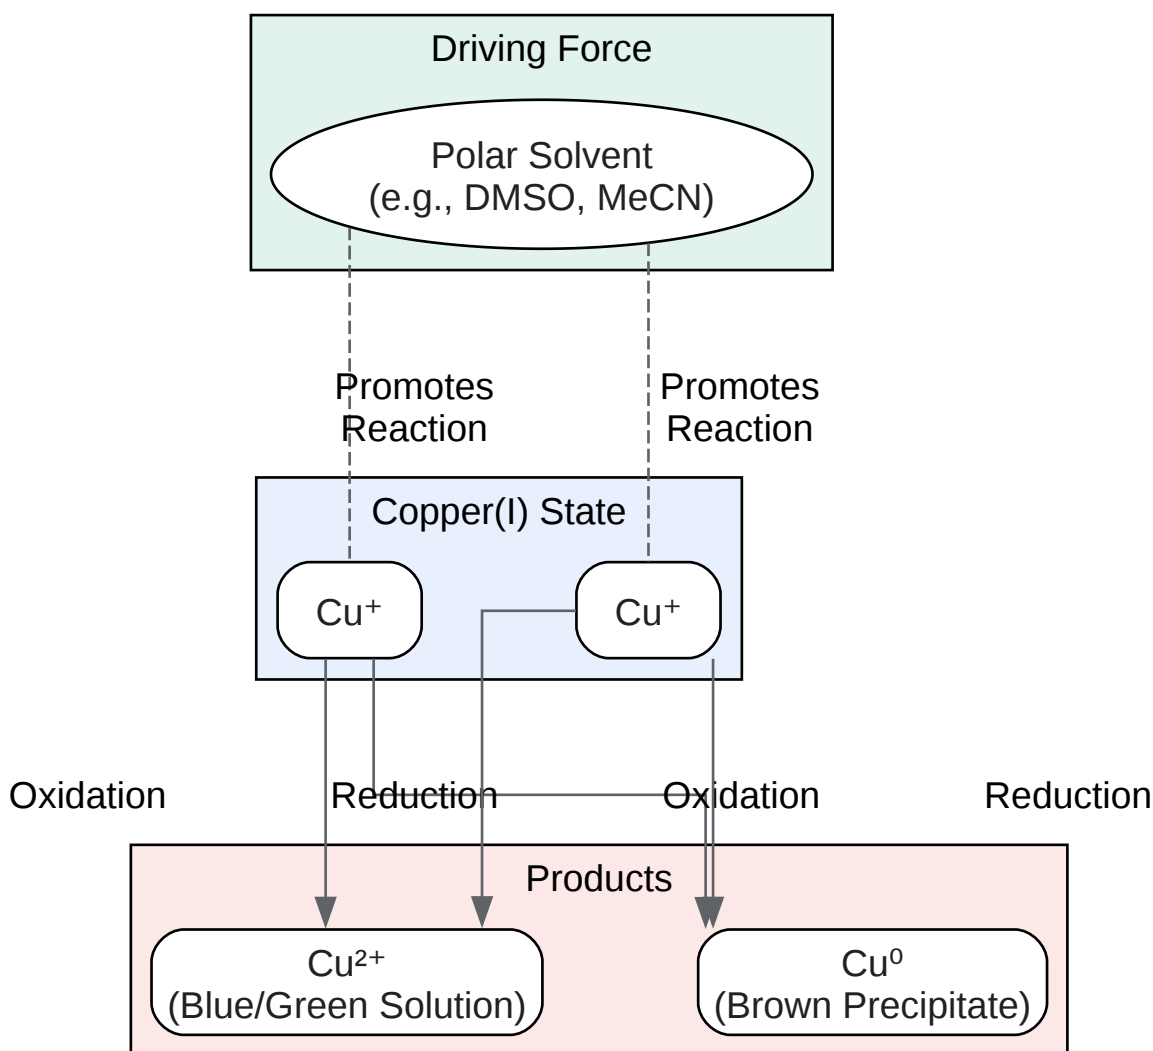 Driving Force
Polar Solvent
(e.g., DMSO, MeCN)
Promotes
Reaction
Promotes
Reaction
Copper(I) State
Cu⁺
Cu⁺
Oxidation
Reduction
Oxidation
Reduction
Products
Cu²⁺
(Blue/Green Solution)
Cu⁰
(Brown Precipitate)